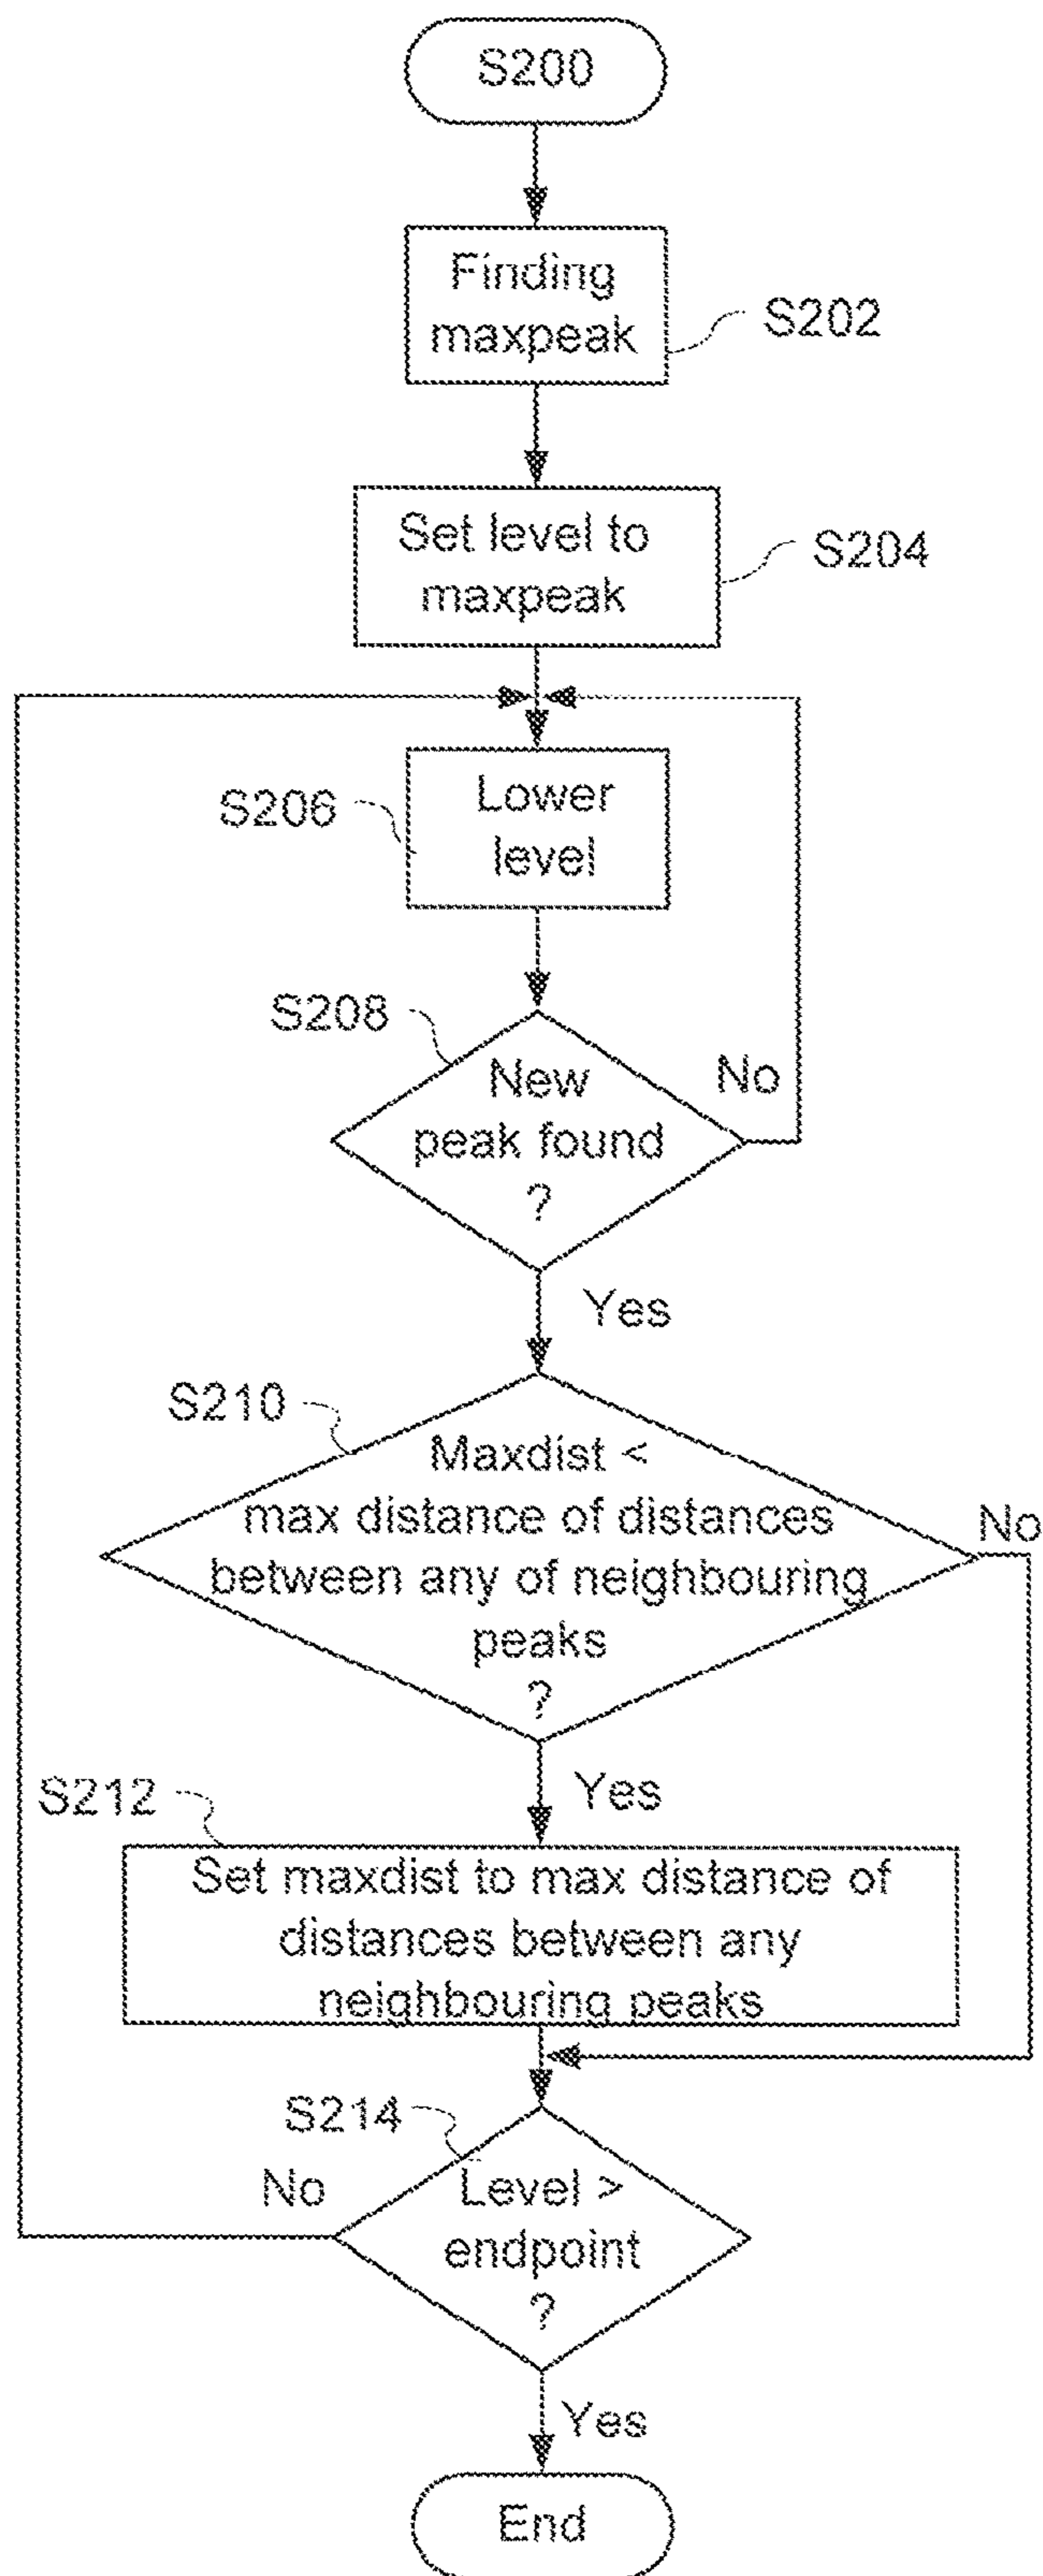 S200
Finding
maxpeak
S202
Set level to
maxpeak
S204
S206
Lower
level
S208
New
peak found
?
No
Yes
S210
Maxdist <
max distance of distances
between any of neighbouring
peaks
?
No
Yes
S212
Set maxdist to max distance of
distances between any
neighbouring peaks
S214
No
Level >
endpoint
?
Yes
End